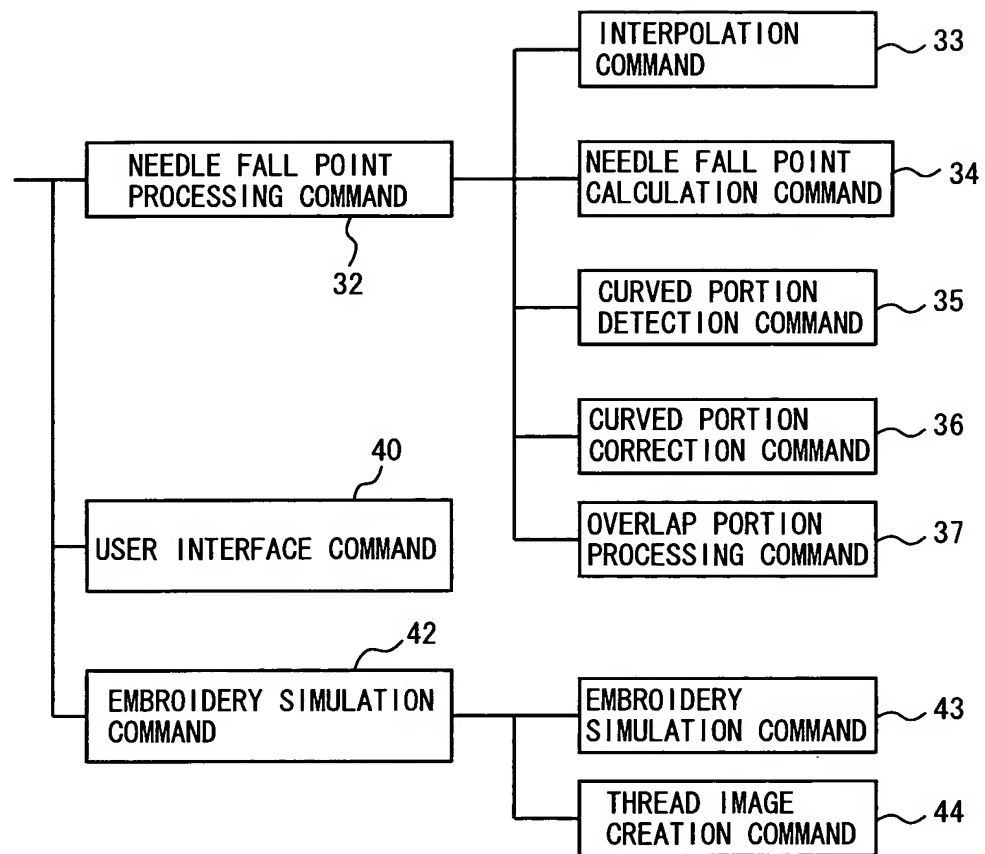 INTERPOLATION
COMMAND
33
NEEDLE FALL POINT
PROCESSING COMMAND
32
NEEDLE FALL POINT
CALCULATION COMMAND
34
CURVED PORTION
DETECTION COMMAND
35
CURVED PORTION
CORRECTION COMMAND
36
40
USER INTERFACE COMMAND
OVERLAP PORTION
PROCESSING COMMAND
37
42
EMBROIDERY SIMULATION
COMMAND
EMBROIDERY
SIMULATION COMMAND
43
THREAD IMAGE
CREATION COMMAND
44